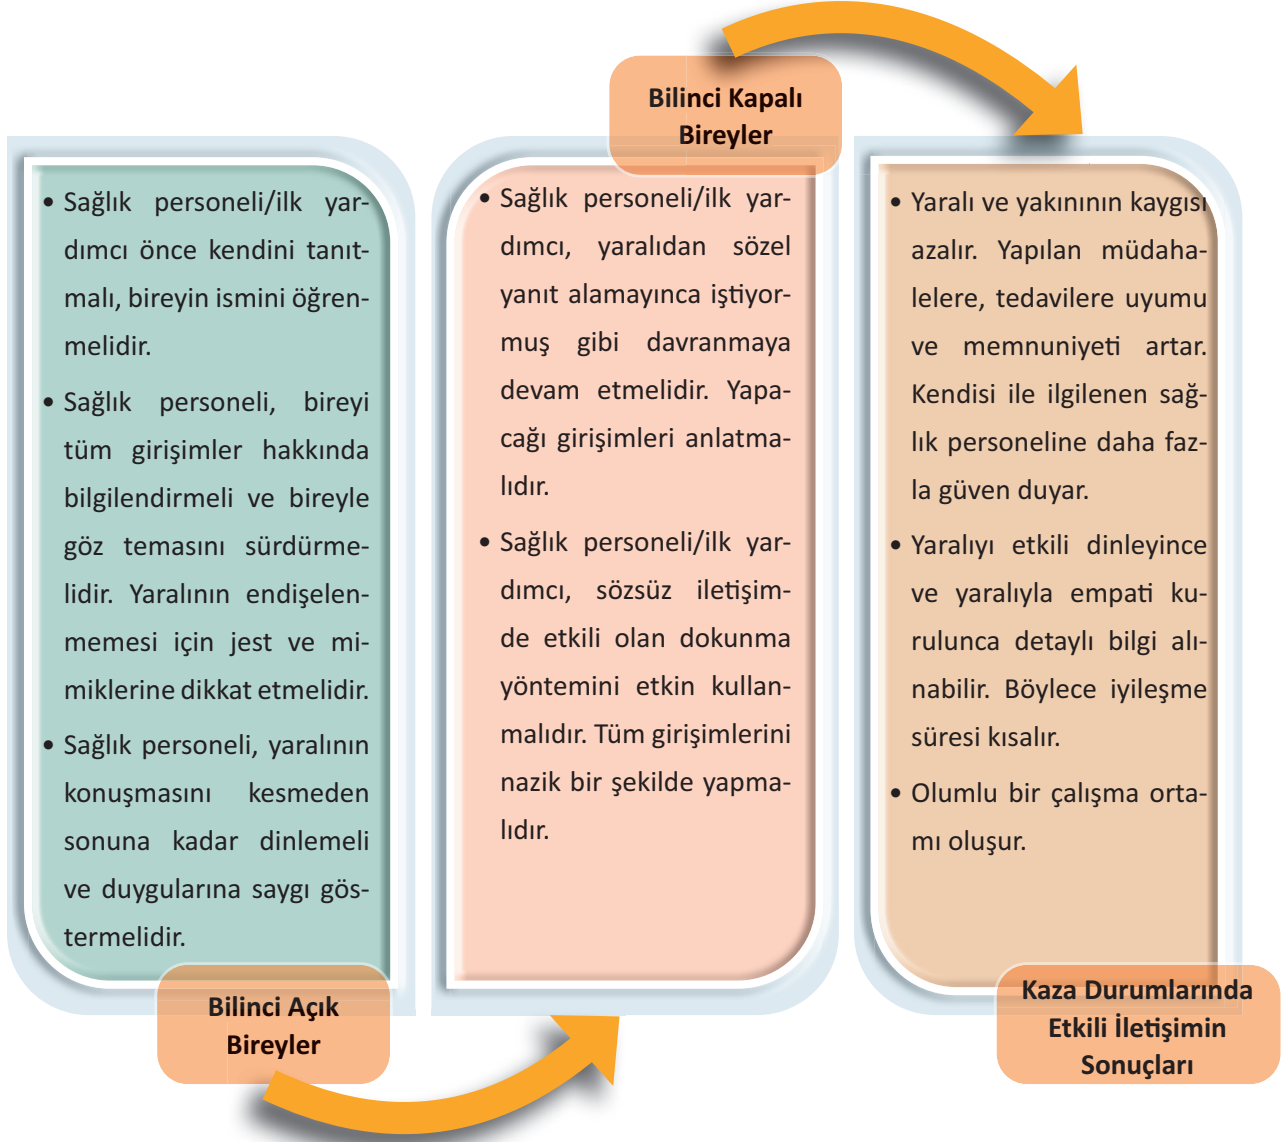 • Sağlık personeli/ilk yar-
dımcı önce kendini tanıt-
malı, bireyin ismini öğren-
melidir.
• Sağlık personeli, bireyi
tüm girişimler hakkında
bilgilendirmeli ve bireyle
göz temasını sürdürme-
lidir. Yaralının endişelen-
memesi için jest ve mi-
miklerine dikkat etmelidir.
• Sağlık personeli, yaralının
konuşmasını kesmeden
sonuna kadar dinlemeli
ve duygularına saygı gös-
termelidir.
Bilinci Açık
Bireyler
Bilinci Kapalı
Bireyler
• Sağlık personeli/ilk yar-
dımcı, yaralıdan sözel
yanıt alamayınca iştiyor-
muş gibi davranmaya
devam etmelidir. Yapa-
cağı girişimleri anlatma-
lıdır.
• Sağlık personeli/ilk yar-
dımcı, sözsüz iletişim-
de etkili olan dokunma
yöntemini etkin kullan-
malıdır. Tüm girişimlerini
nazik bir şekilde yapma-
lıdır.
• Yaralı ve yakınının kaygısı
azalır. Yapılan müdaha-
lelere, tedavilere uyumu
ve memnuniyeti artar.
Kendisi ile ilgilenen sağ-
lık personeline daha faz-
la güven duyar.
• Yaralıyı etkili dinleyince
ve yaralıyla empati ku-
rulunca detaylı bilgi alı-
nabilir. Böylece iyileşme
süresi kısalır.
• Olumlu bir çalışma orta-
mı oluşur.
Kaza Durumlarında
Etkili İletişimin
Sonuçları